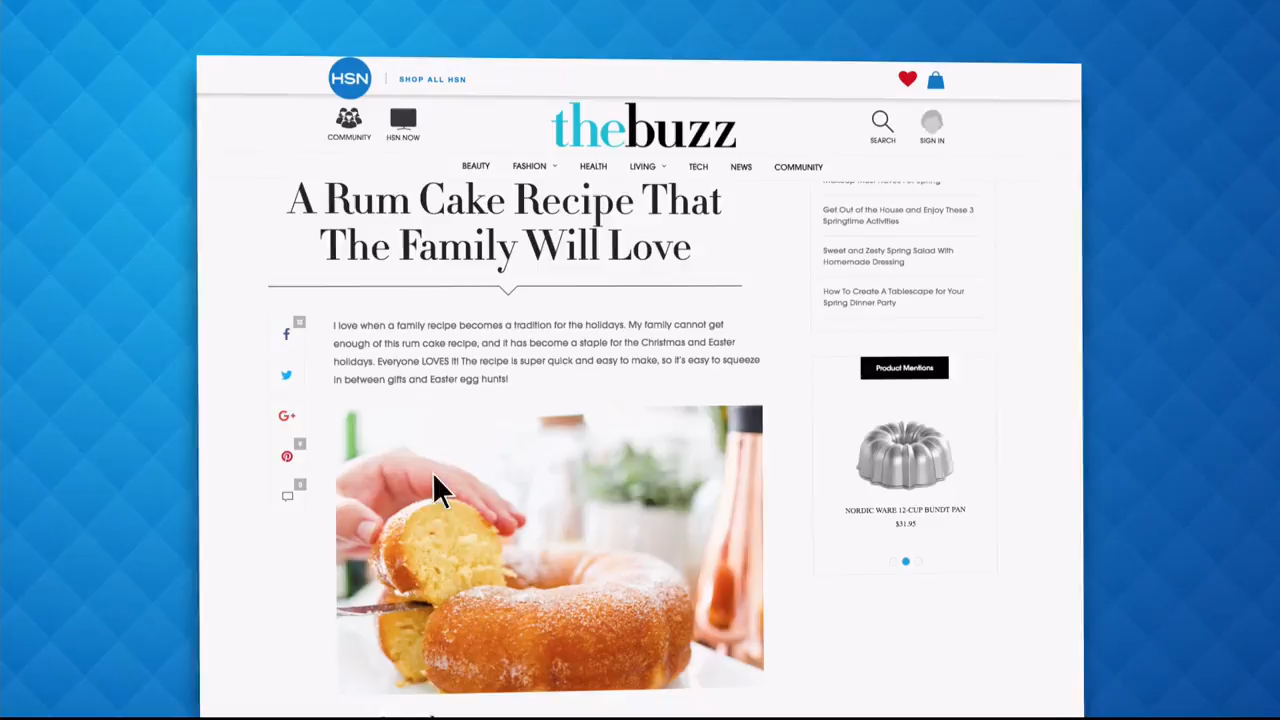 HSN
SHOP ALL HSN
COMMUNITY
HSN NOW
thebuzz
SEARCH
SIGN IN
BEAUTY FASHION HEALTH LIVING TECH NEWS COMMUNITY
A Rum Cake Recipe That
The Family Will Love
I love when a family recipe becomes a tradition for the holidays. My family cannot get
enough of this rum cake recipe, and it has become a staple for the Christmas and Easter
holidays. Everyone LOVES it! The recipe is super quick and easy to make, so it's easy to squeeze
in between gifts and Easter egg hunts!
Get Out of the House and Enjoy These 3
Springtime Activities
Sweet and Zesty Spring Salad With
Homemade Dressing
How To Create A Tablescape for Your
Spring Dinner Party
Product Mentions
NORDIC WARE 12-CUP BUNDT PAN
$31.95